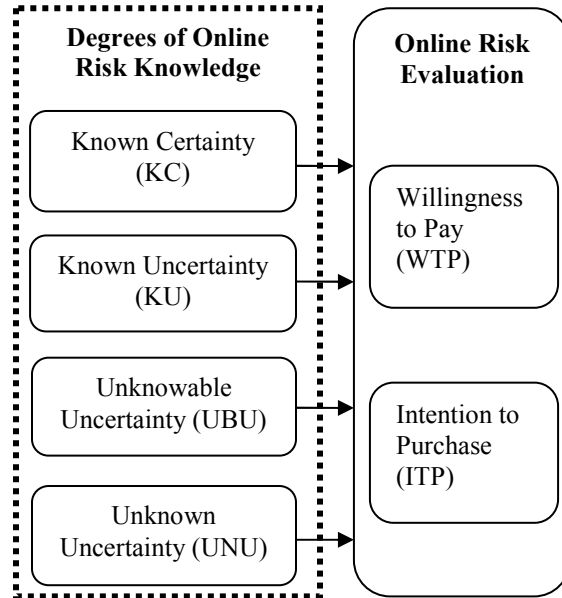 Degrees of Online
Risk Knowledge
Known Certainty
(KC)
Known Uncertainty
(KU)
Unknowable
Uncertainty (UBU)
Unknown
Uncertainty (UNU)
Online Risk
Evaluation
Willingness
to Pay
(WTP)
Intention to
Purchase
(ITP)